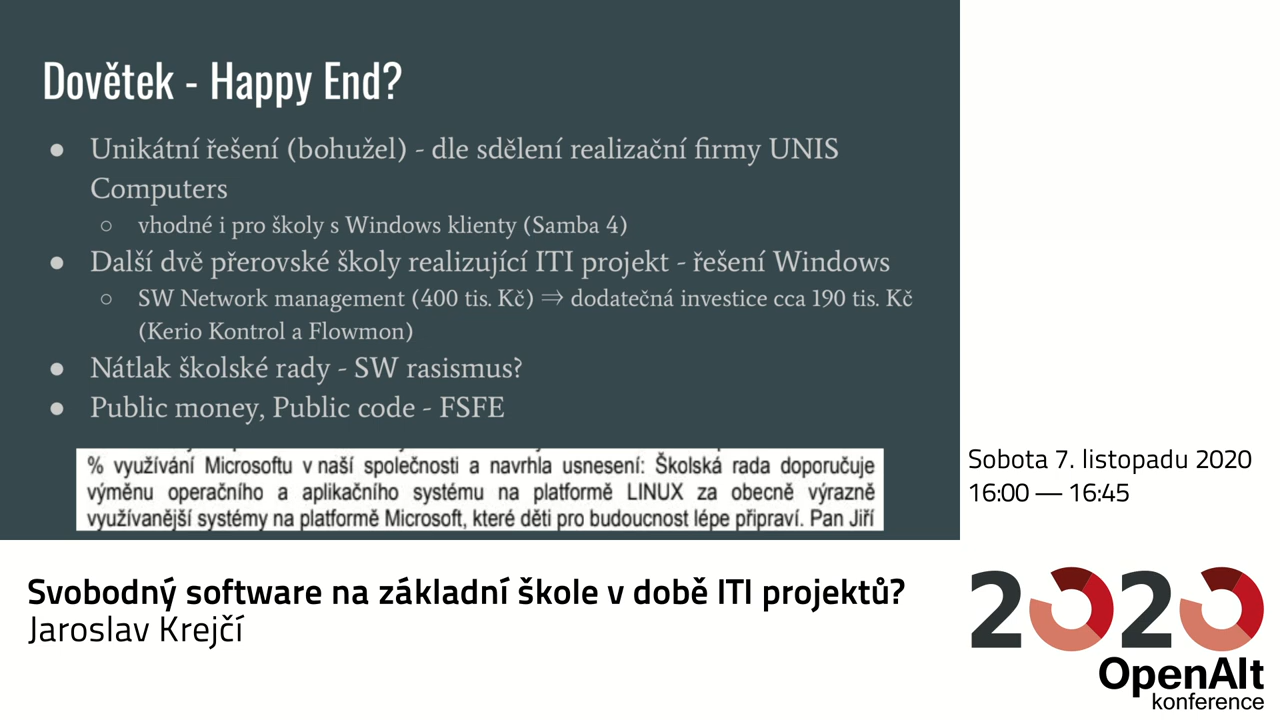 Dovětek - Happy End?
● Unikátní řešení (bohužel) - dle sdělení realizační firmy UNIS
Computers
○ vhodné i pro školy s Windows klienty (Samba 4)
● Další dvě přerovské školy realizující ITI projekt - řešení Windows
○ SW Network management (400 tis. Kč) ⇒ dodatečná investice cca 190 tis. Kč
(Kerio Kontrol a Flowmon)
● Nátlak školské rady - SW rasismus?
● Public money, Public code - FSFE
% využívání Microsoftu v naší společnosti a navrhla usnesení: Školská rada doporučuje
výměnu operačního a aplikačního systému na platformě LINUX za obecně výrazně
využívanější systémy na platformě Microsoft, které děti pro budoucnost lépe připraví. Pan Jiří
Sobota 7. listopadu 2020
16:00 — 16:45
Svobodný software na základní škole v době ITI projektů?
Jaroslav Krejčí
2020
OpenAlt
konference